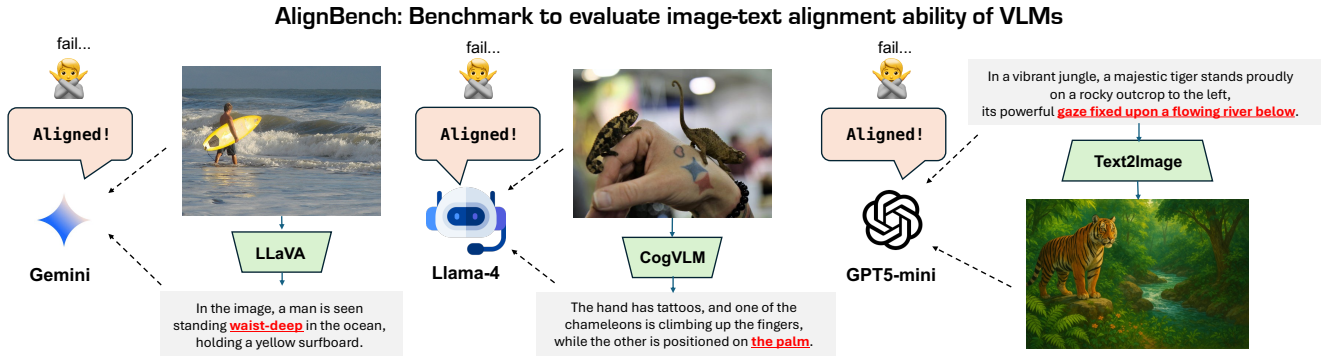 AlignBench: Benchmark to evaluate image-text alignment ability of VLMs
fail...
Aligned!
Gemini
LLaVA
In the image, a man is seen
standing waist-deep in the ocean,
holding a yellow surfboard.
fail...
Aligned!
Llama-4
CogVLM
The hand has tattoos, and one of the
chameleons is climbing up the fingers,
while the other is positioned on the palm.
fail...
Aligned!
GPT5-mini
In a vibrant jungle, a majestic tiger stands proudly
on a rocky outcrop to the left,
its powerful gaze fixed upon a flowing river below.
Text2Image